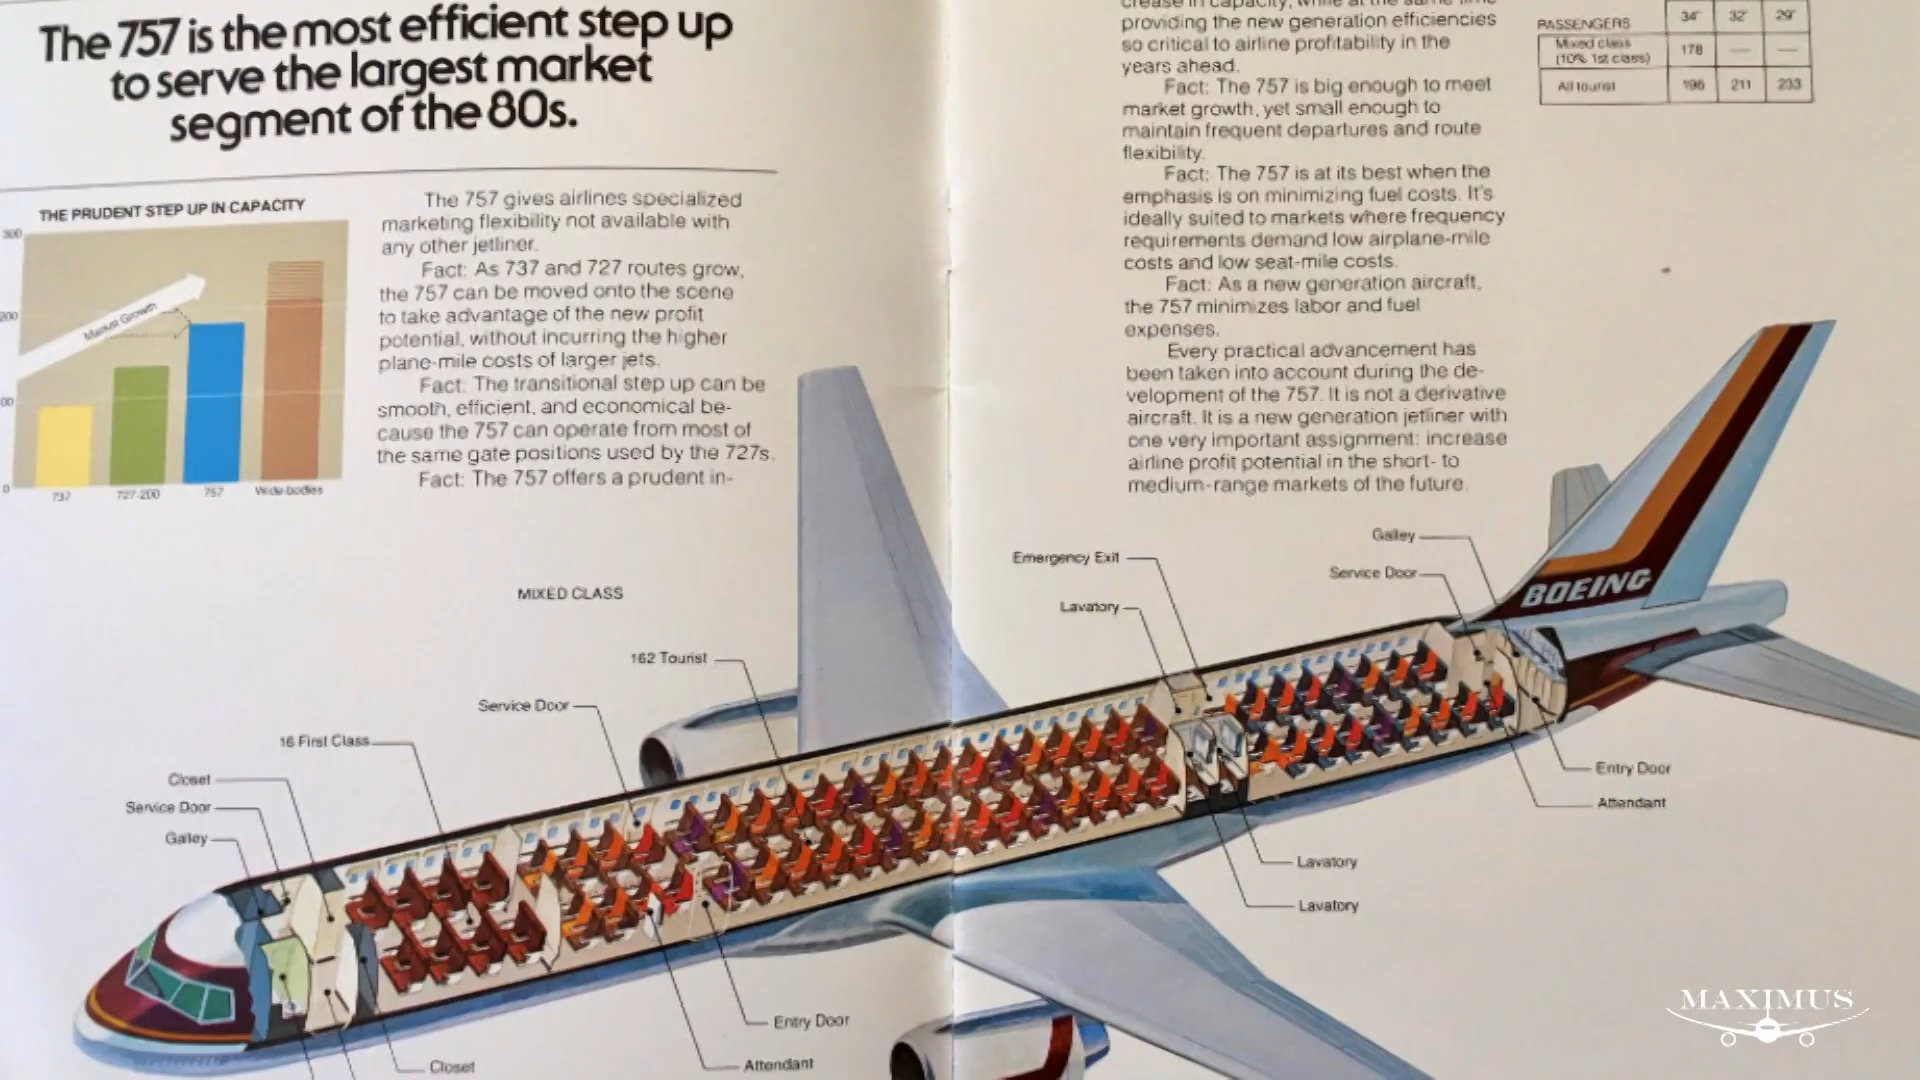 The 757 is the most efficient step up
to serve the largest market
segment of the 80s.
THE PRUDENT STEP UP IN CAPACITY
300
200
00
0
Market Growth
737
727-200
757
Wide-bodies
The 757 gives airlines specialized
marketing flexibility not available with
any other jetliner.
Fact: As 737 and 727 routes grow,
the 757 can be moved onto the scene
to take advantage of the new profit
potential, without incurring the higher
plane-mile costs of larger jets.
Fact: The transitional step up can be
smooth, efficient, and economical be-
cause the 757 can operate from most of
the same gate positions used by the 727s.
Fact: The 757 offers a prudent in-
crease in capacity, while at the same time
providing the new generation efficiencies
so critical to airline profitability in the
years ahead.
Fact: The 757 is big enough to meet
market growth, yet small enough to
maintain frequent departures and route
flexibility.
Fact: The 757 is at its best when the
emphasis is on minimizing fuel costs. It's
ideally suited to markets where frequency
requirements demand low airplane-mile
costs and low seat-mile costs.
Fact: As a new generation aircraft,
the 757 minimizes labor and fuel
expenses.
Every practical advancement has
been taken into account during the de-
velopment of the 757. It is not a derivative
aircraft. It is a new generation jetliner with
one very important assignment: increase
airline profit potential in the short- to
medium-range markets of the future.
PASSENGERS 34" 32" 29"
Mixed class
(10% 1st class) 178 — —
All tourist 196 211 233
MIXED CLASS
162 Tourist
Service Door
16 First Class
Closet
Service Door
Galley
Emergency Exit
Lavatory
Galley
Service Door
BOEING
Entry Door
Attendant
Lavatory
Lavatory
Entry Door
Attendant
Closet
MAXIMUS